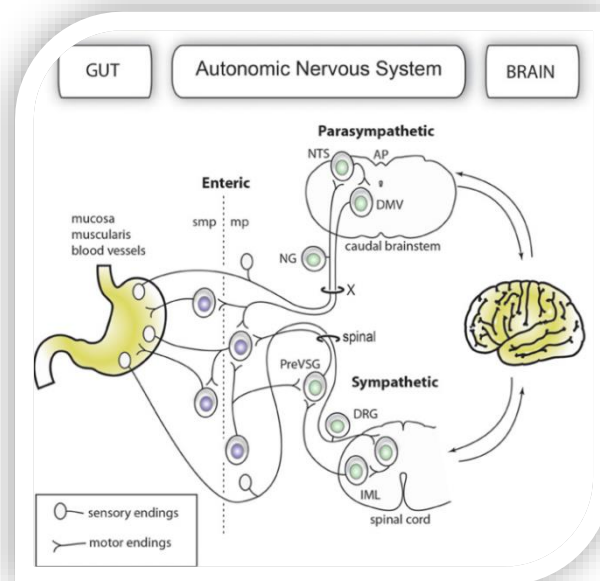 GUT
Autonomic Nervous System
BRAIN
Parasympathetic
NTS
AP
DMV
caudal brainstem
Enteric
smp
mp
mucosa
muscularis
blood vessels
NG
X
spinal
PreVSG
Sympathetic
DRG
IML
spinal cord
sensory endings
motor endings